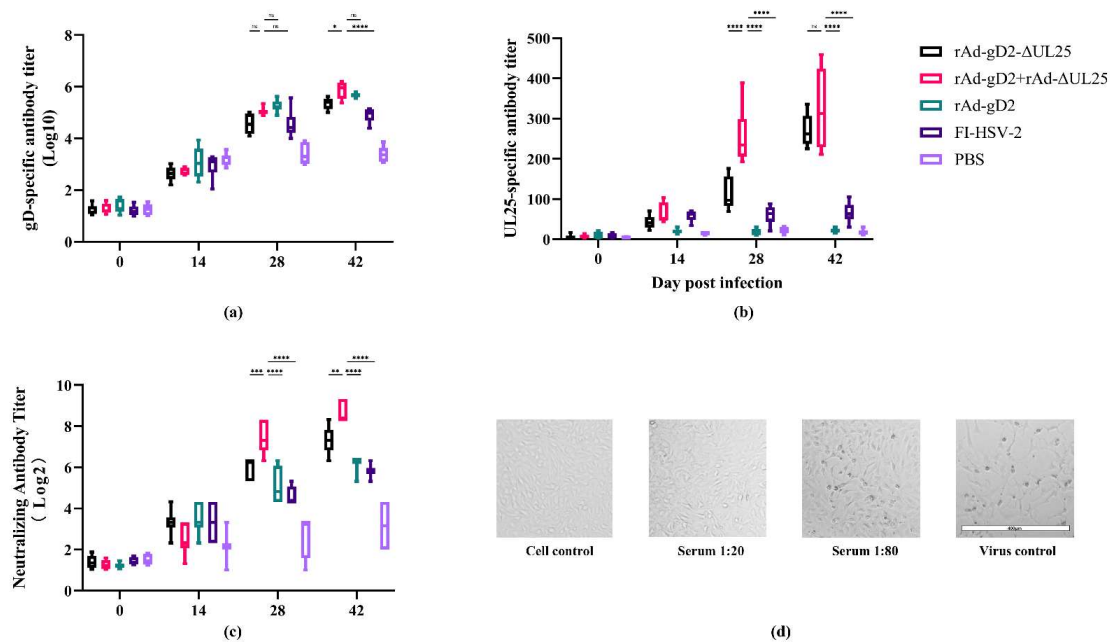 ns
ns
ns
ns
* ****
gD-specific antibody titer
(Log10)
8
6
4
2
0
0 14 28 42
(a)
****
**** ****
****
ns ****
UL25-specific antibody titer
500
400
300
200
100
0
0 14 28 42
Day post infection
(b)
rAd-gD2-ΔUL25
rAd-gD2+rAd-ΔUL25
rAd-gD2
FI-HSV-2
PBS
****
*** ****
****
** ****
Neutralizing Antibody Titer
( Log2 )
10
8
6
4
2
0
0 14 28 42
(c)
400μm
Cell control Serum 1:20 Serum 1:80 Virus control
(d)